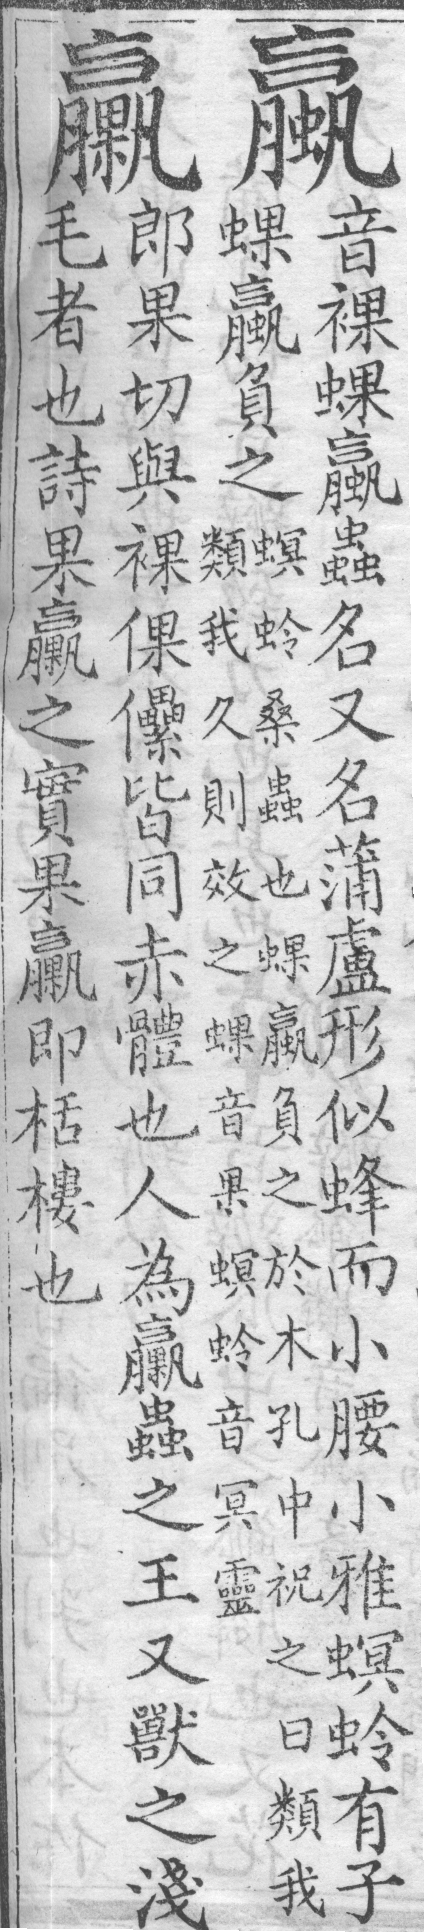 蠃
音裸蜾蠃蟲名又名蒲盧形似蜂而小腰小雅螟蛉有子
蜾蠃負之
螟蛉桑蟲也蜾蠃負之於木孔中祝之曰類我
類我久則效之蜾音果螟蛉音冥靈
臝
郎果切與裸倮儽皆同赤體也人為臝蟲之王又獸之淺
毛者也詩果臝之實果臝即栝樓也